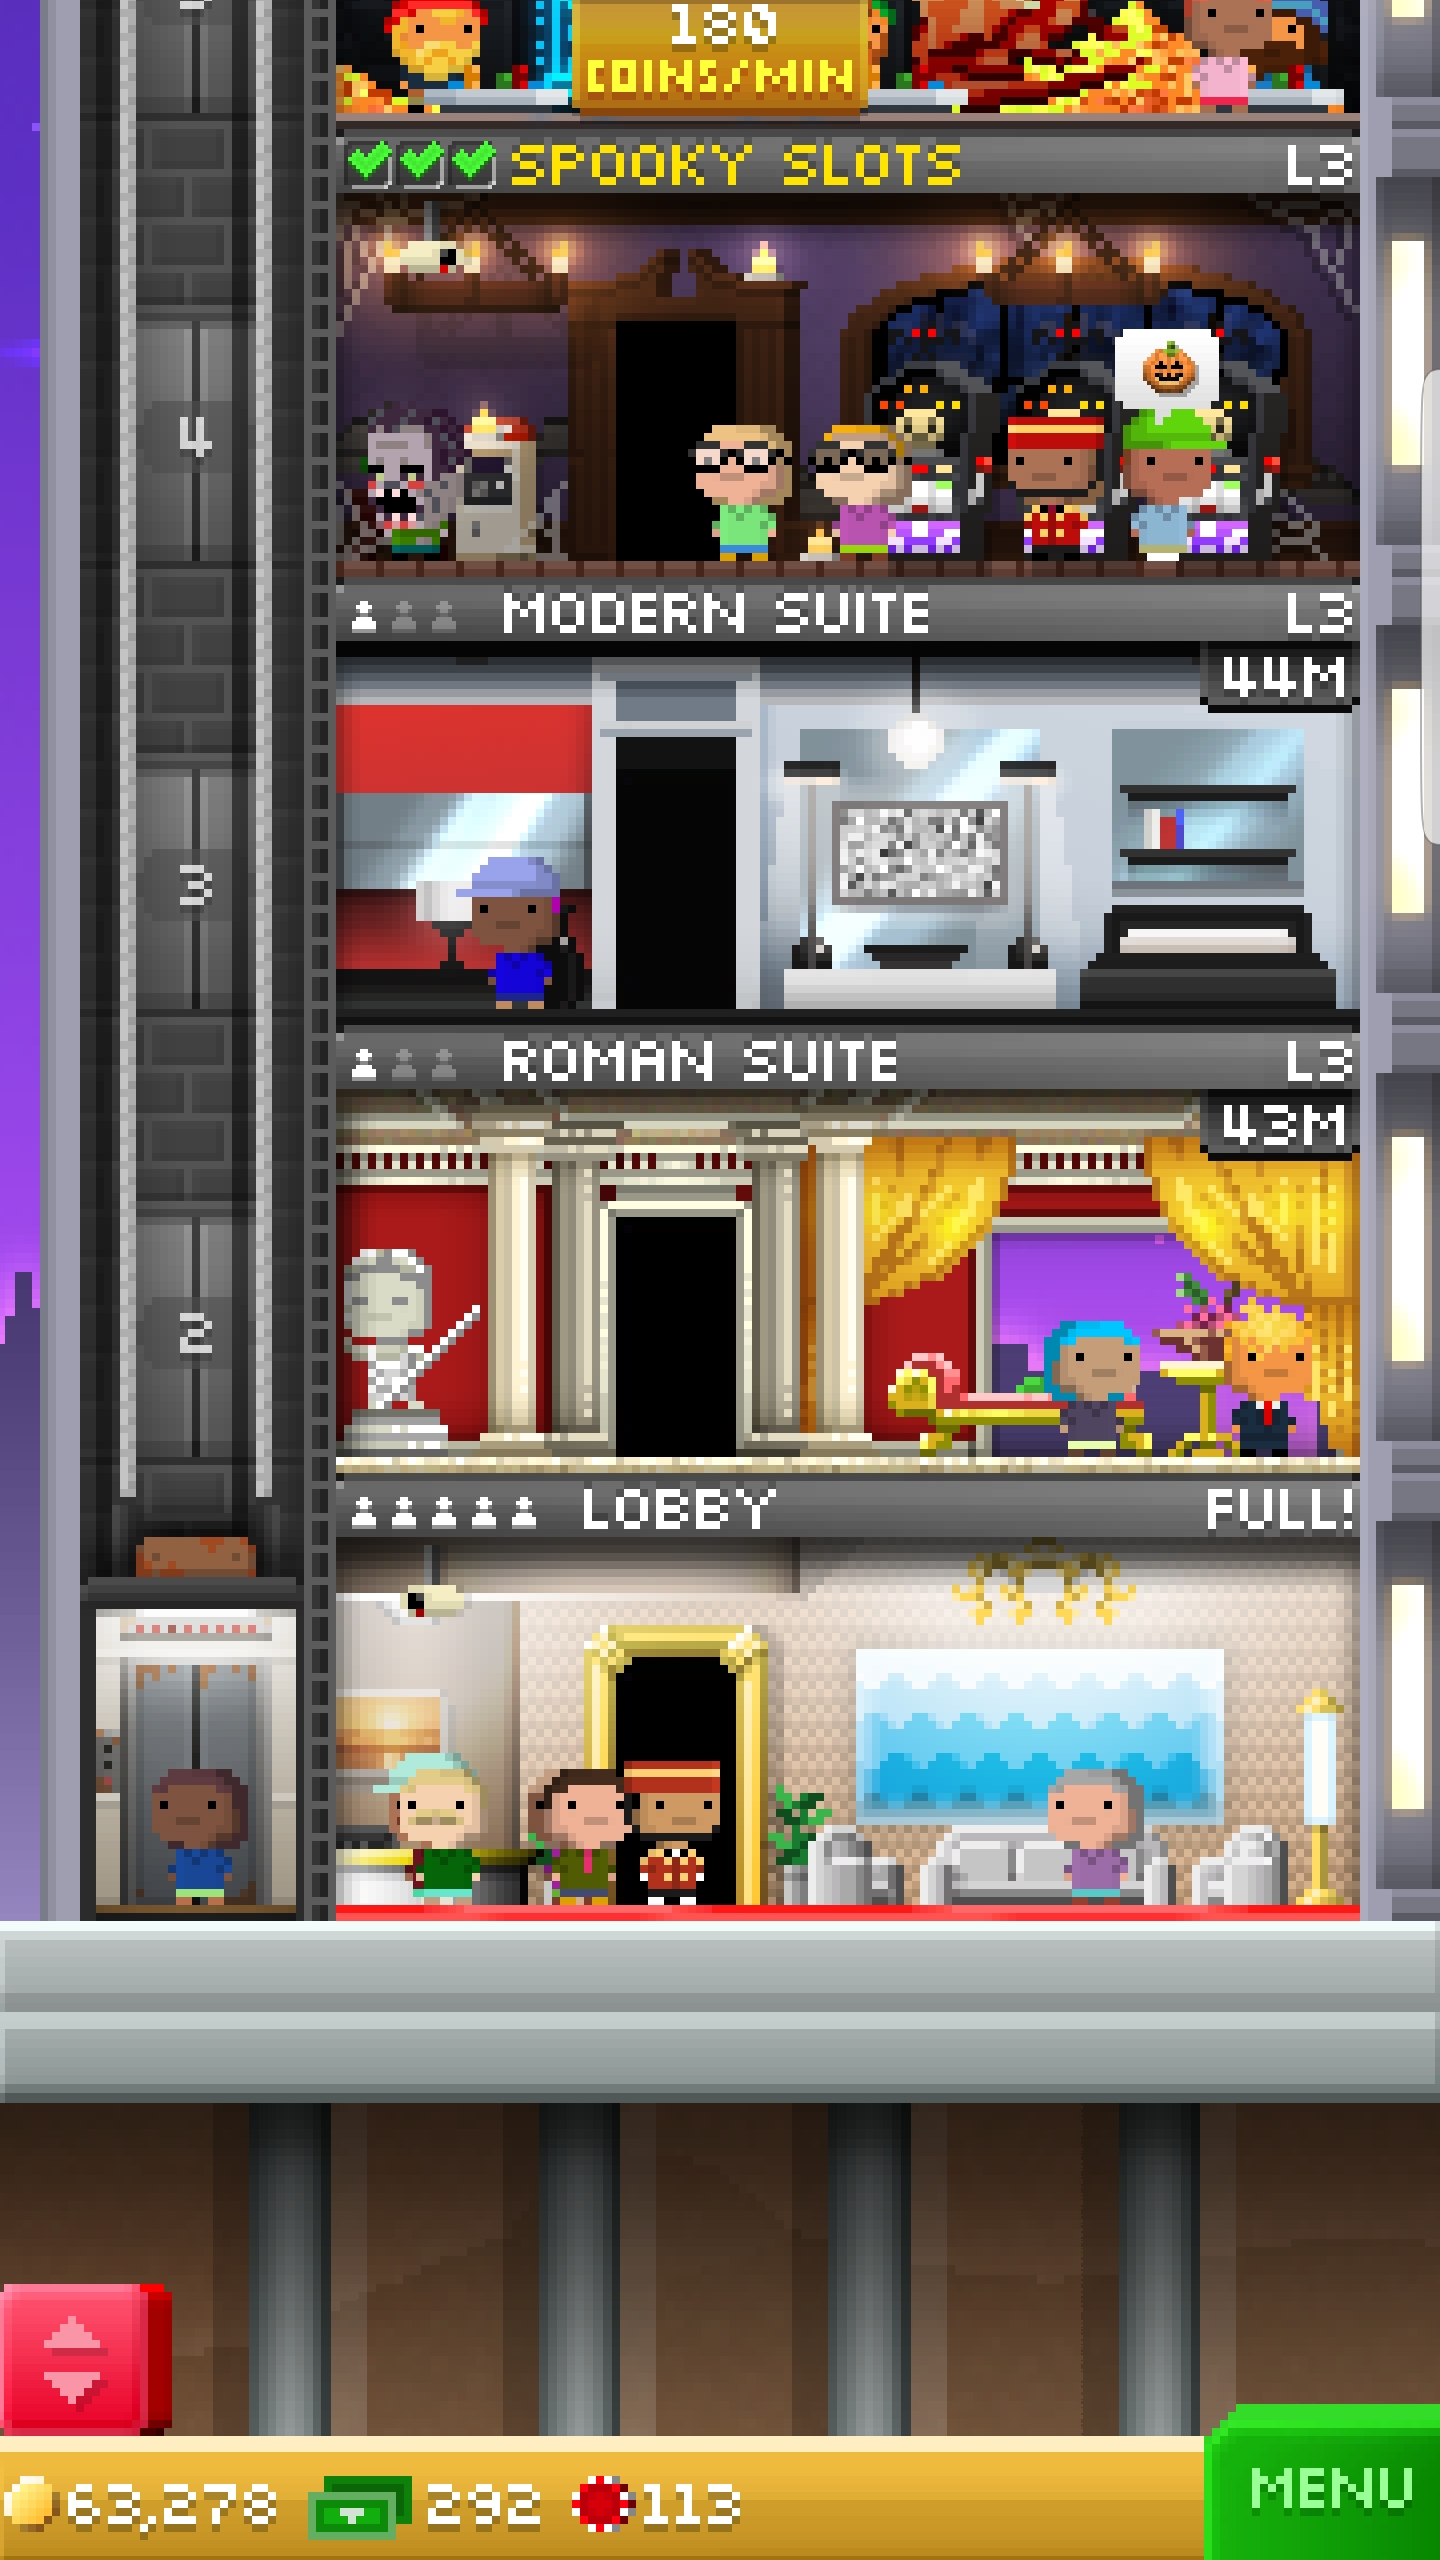 180
COINS/MIN
SPOOKY SLOTS L3
4
MODERN SUITE L3
44M
3
ROMAN SUITE L3
43M
2
LOBBY FULL!
63,278 292 113
MENU